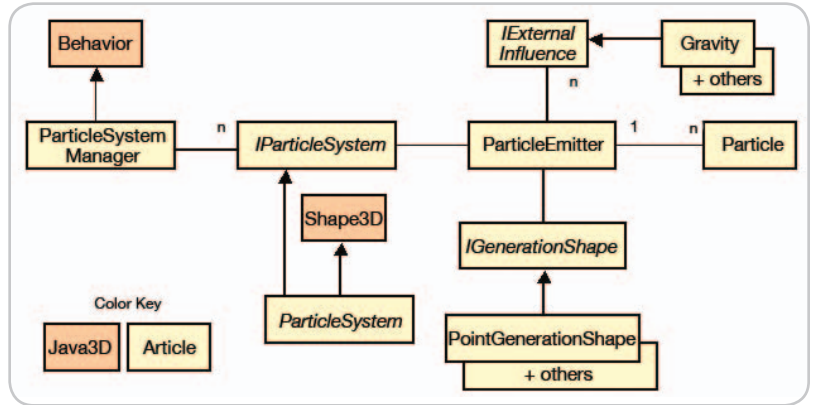 Behavior
IExternal
Influence
Gravity
+ others
n
ParticleSystem
Manager
n
IParticleSystem
ParticleEmitter
1
n
Particle
Shape3D
IGenerationShape
Color Key
ParticleSystem
Java3D
Article
PointGenerationShape
+ others